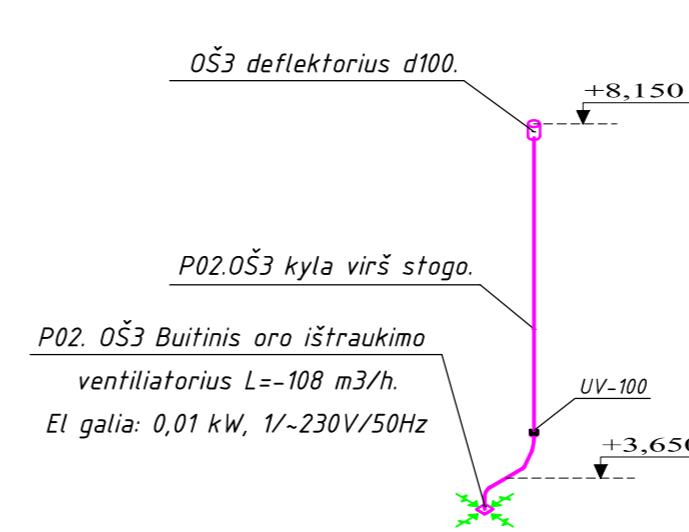 OŠ3 deflektorius d100.
+8,150
P02.OŠ3 kyla virš stogo.
P02. OŠ3 Buitinis oro ištraukimo
ventiliatorius L=-108 m3/h.
El galia: 0,01 kW, 1/~230V/50Hz
UV-100
+3,650